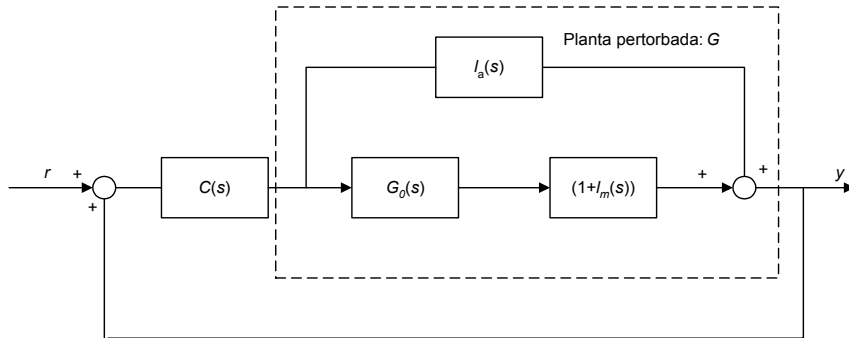 Planta pertorbada: G
lₐ(s)
r
+
+
C(s)
G₀(s)
(1+lₘ(s))
+
+
y